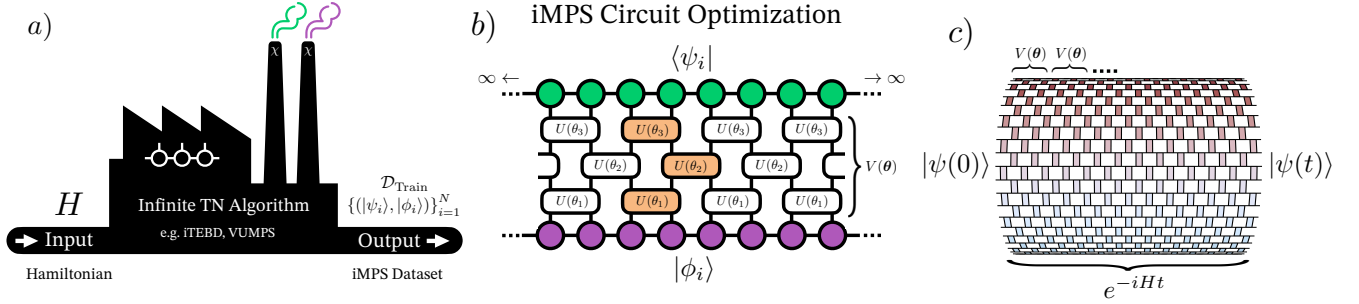 a)
χ χ
H
Infinite TN Algorithm
e.g. iTEBD, VUMPS
𝒟_Train
{(|ψ_i⟩, |ϕ_i⟩)}_{i=1}^N
Input
Output
Hamiltonian
iMPS Dataset
iMPS Circuit Optimization
b)
⟨ψ_i|
∞ ←
→ ∞
U(θ_3) U(θ_3) U(θ_3) U(θ_3)
U(θ_2) U(θ_2) U(θ_2)
V(𝜽)
U(θ_1) U(θ_1) U(θ_1) U(θ_1)
|ϕ_i⟩
c)
V(𝜽) V(𝜽)
|ψ(0)⟩
|ψ(t)⟩
e^{-iHt}